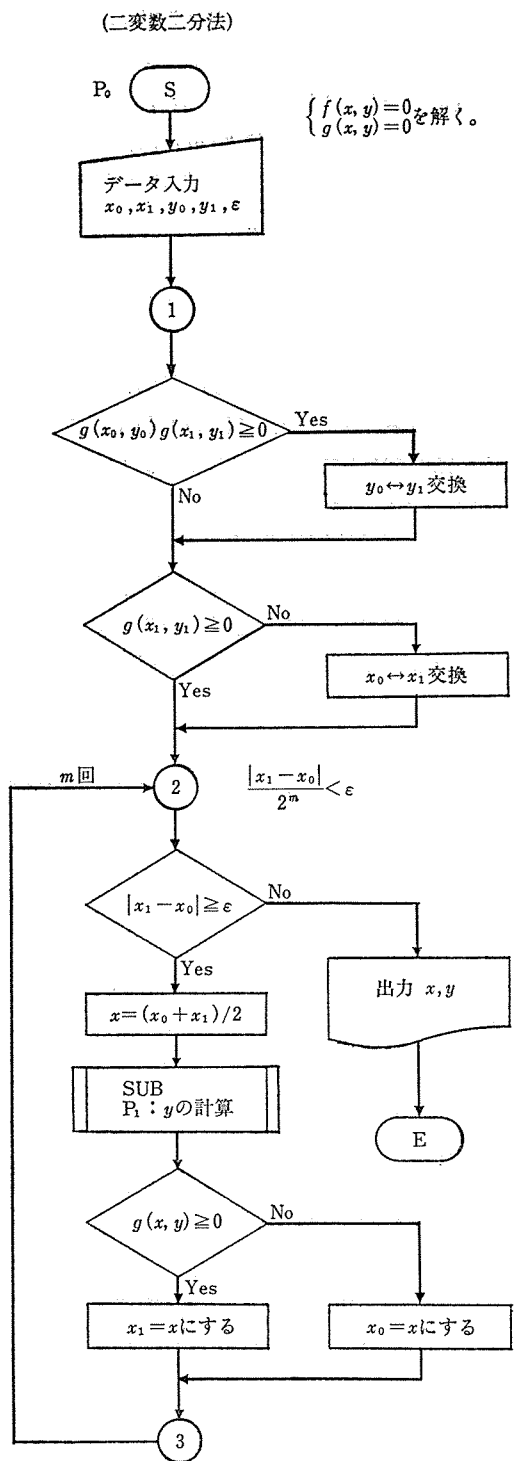 (二変数二分法)
P₀
S
{ f(x, y)=0
g(x, y)=0 を解く。
データ入力
x₀, x₁, y₀, y₁, ε
1
g(x₀, y₀)g(x₁, y₁)≧0
Yes
y₀↔y₁交換
No
g(x₁, y₁)≧0
No
x₀↔x₁交換
Yes
m回
2
|x₁−x₀|
2ᵐ
<ε
|x₁−x₀|≧ε
No
Yes
出力 x, y
x=(x₀+x₁)/2
SUB
P₁:yの計算
E
g(x, y)≧0
No
Yes
x₁=xにする
x₀=xにする
3